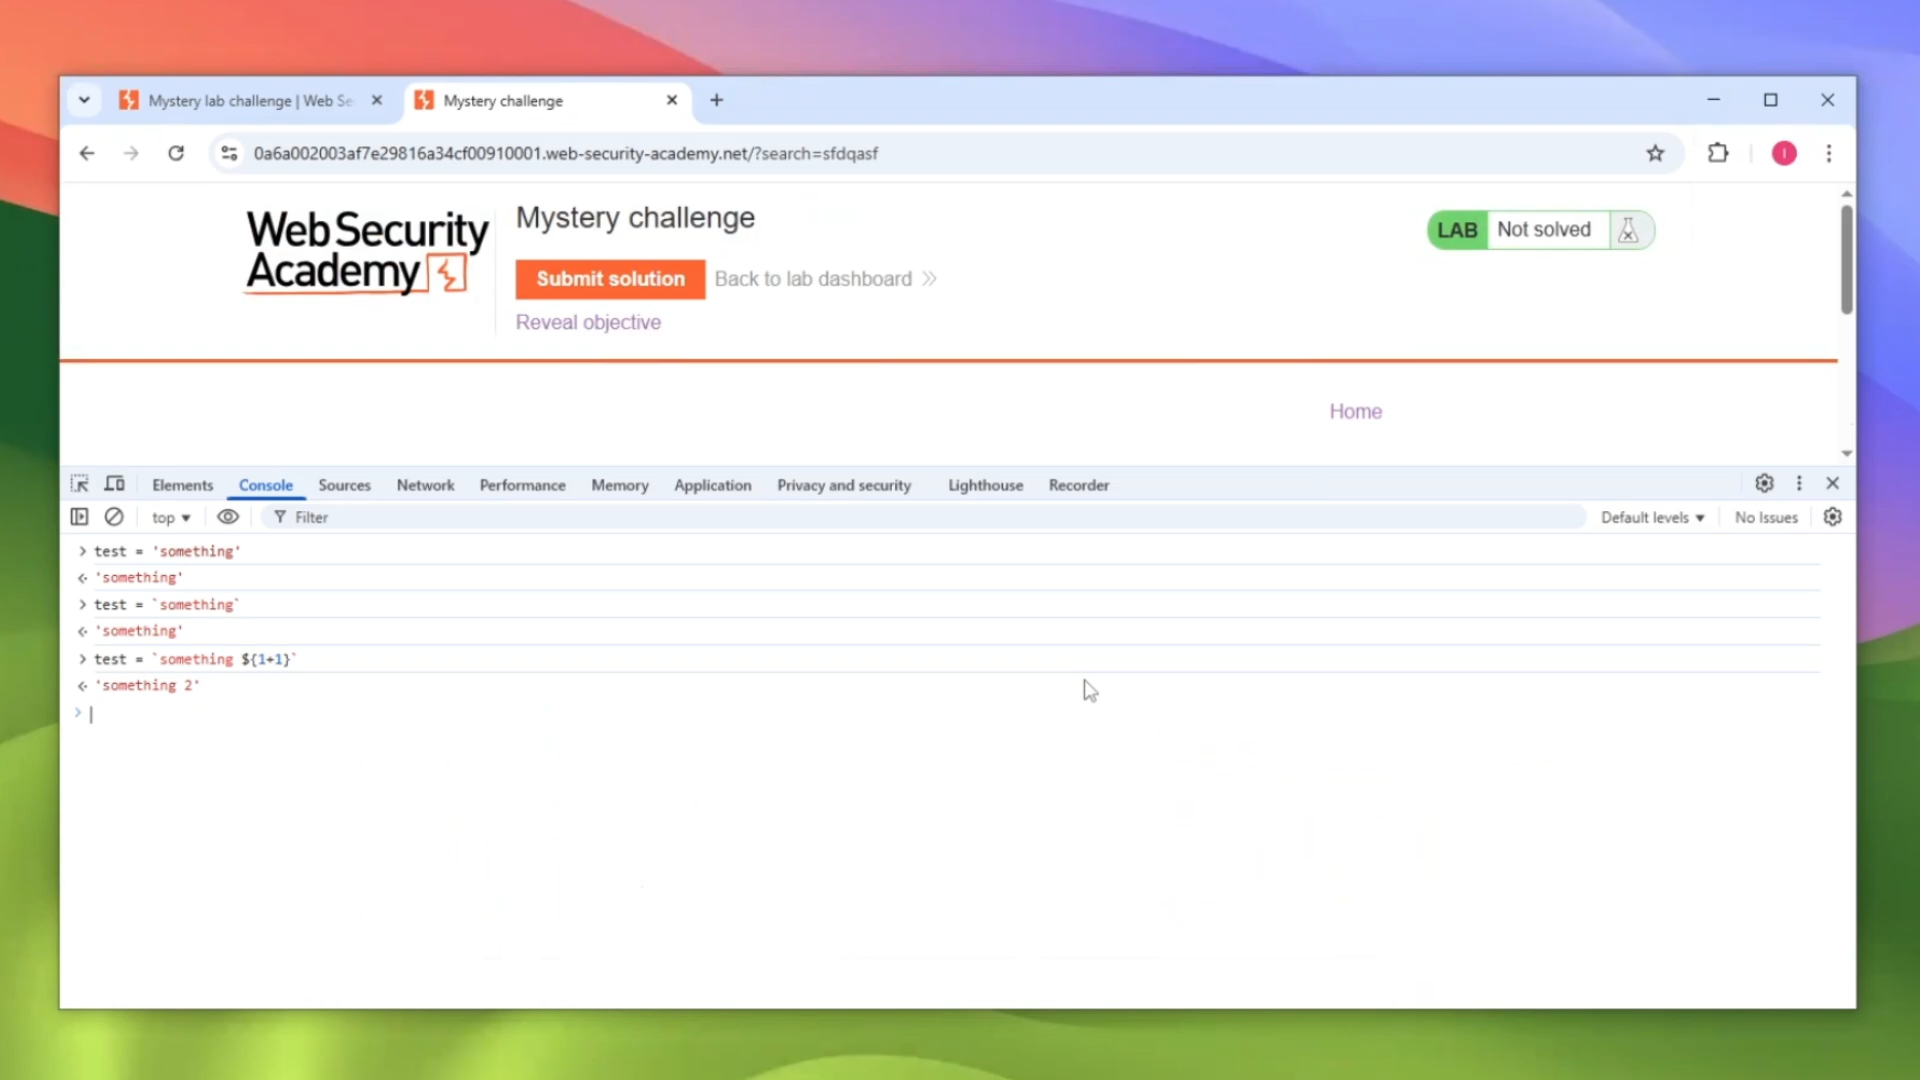 Mystery lab challenge | Web Se
Mystery challenge
0a6a002003af7e29816a34cf00910001.web-security-academy.net/?search=sfdqasf
I
Web Security
Academy
Mystery challenge
LAB Not solved
Submit solution
Back to lab dashboard
Reveal objective
Home
Elements Console Sources Network Performance Memory Application Privacy and security Lighthouse Recorder
top Filter Default levels No Issues
> test = 'something'
'something'
> test = `something`
'something'
> test = `something ${1+1}`
'something 2'
>